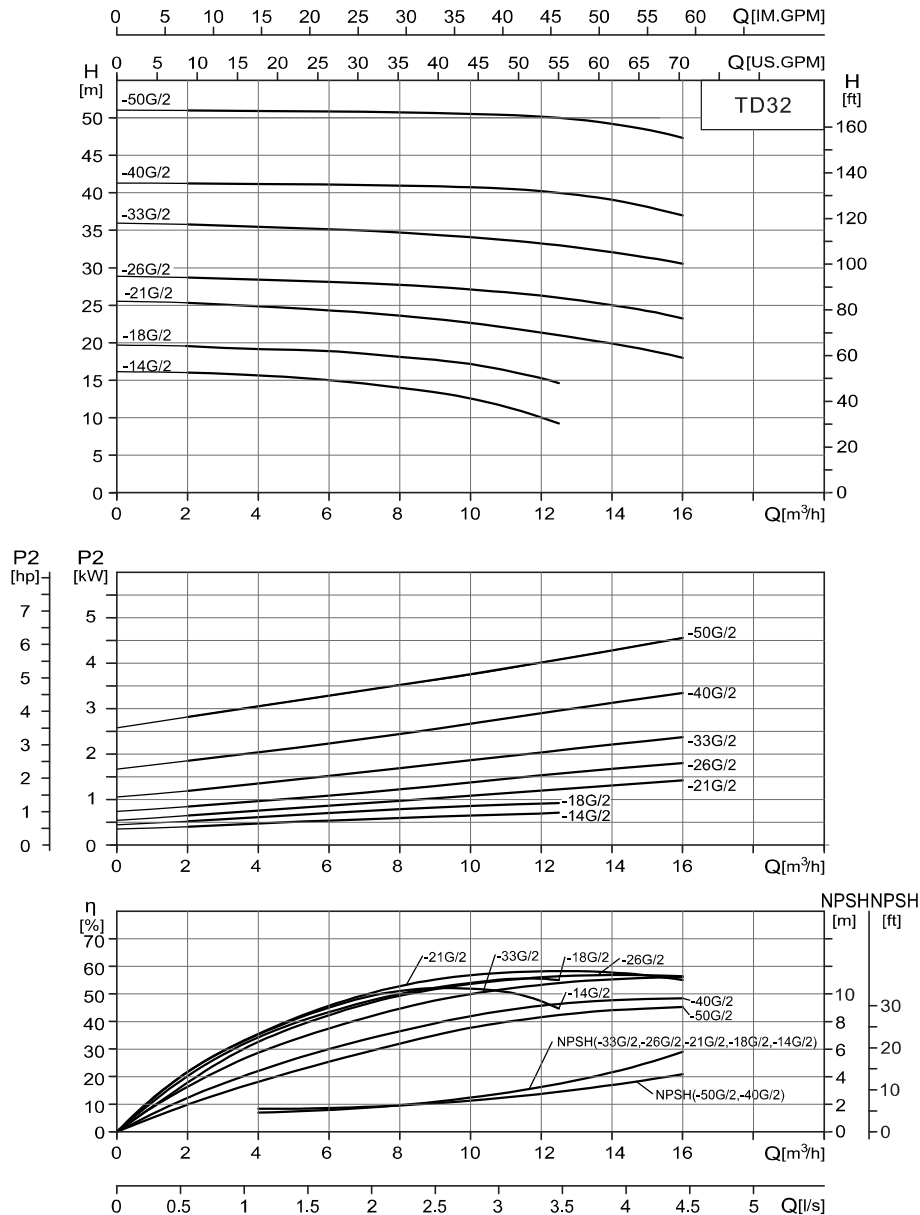 0 10 15 20 25 30 35 40 45 50 60 Q[IM.GPM]
0 5 10 15 20 25 30 35 40 45 50 55 60 65 70 Q[US.GPM]
H
[m]
H
[ft]
TD32
50
45
40
35
30
25
20
15
10
5
0
160
140
120
100
80
60
40
20
0
-50G/2
-40G/2
-33G/2
-26G/2
-21G/2
-18G/2
-14G/2
0 2 4 6 8 10 12 14 16 Q[m³/h]
P2
[hp]
P2
[kW]
7
6
5
4
3
2
1
0
5
4
3
2
1
0
-50G/2
-40G/2
-33G/2
-26G/2
-21G/2
-18G/2
-14G/2
0 2 4 6 8 10 12 14 16 Q[m³/h]
η
[%]
NPSH
[m]
NPSH
[ft]
70
60
50
40
30
20
10
0
10
8
6
4
2
0
30
20
10
0
-21G/2
-33G/2
-18G/2
-26G/2
-14G/2
-40G/2
-50G/2
NPSH(-33G/2,-26G/2,-21G/2,-18G/2,-14G/2)
NPSH(-50G/2,-40G/2)
0 2 4 6 8 10 12 14 16 Q[m³/h]
0 0.5 1 1.5 2 2.5 3 3.5 4 4.5 5 Q[l/s]